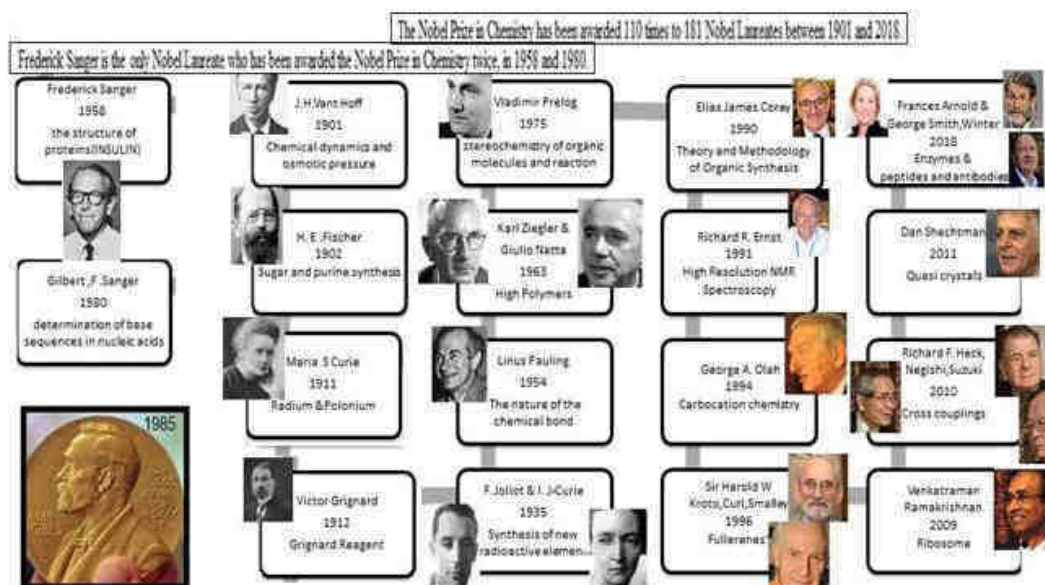 The Nobel Prize in Chemistry has been awarded 110 times to 181 Nobel Laureates between 1901 and 2018.
Frederick Sanger is the only Nobel Laureate who has been awarded the Nobel Prize in Chemistry twice, in 1958 and 1980.
Frederick Sanger
1958
the structure of
proteins(INSULIN)
Gilbert ,F .Sanger
1980
determination of base
sequences in nucleic acids
1985
J.H.Vant Hoff
1901
Chemical dynamics and
osmotic pressure
H. E .Fischer
1902
Sugar and purine synthesis
Maria S Curie
1911
Radium &Polonium
Victor Grignard
1912
Grignard Reagent
Vladimir Prelog
1975
stereochemistry of organic
molecules and reaction
Karl Ziegler &
Giulio Natta
1963
High Polymers
Linus Pauling
1954
The nature of the
chemical bond
F.Joliot & I. J-Curie
1935
Synthesis of new
radioactive elemen...
Elias James Corey
1990
Theory and Methodology
of Organic Synthesis
Richard R. Ernst
1991
High Resolution NMR
Spectroscopy
George A. Olah
1994
Carbocation chemistry
Sir Harold W
Kroto,Curl,Smalley
1996
Fullerenes
Frances Arnold &
George Smith,Winter
2018
Enzymes &
peptides and antibodies
Dan Shechtman
2011
Quasi crystals
Richard F. Heck,
Negishi,Suzuki
2010
Cross couplings
Venkatraman
Ramakrishnan
2009
Ribosome